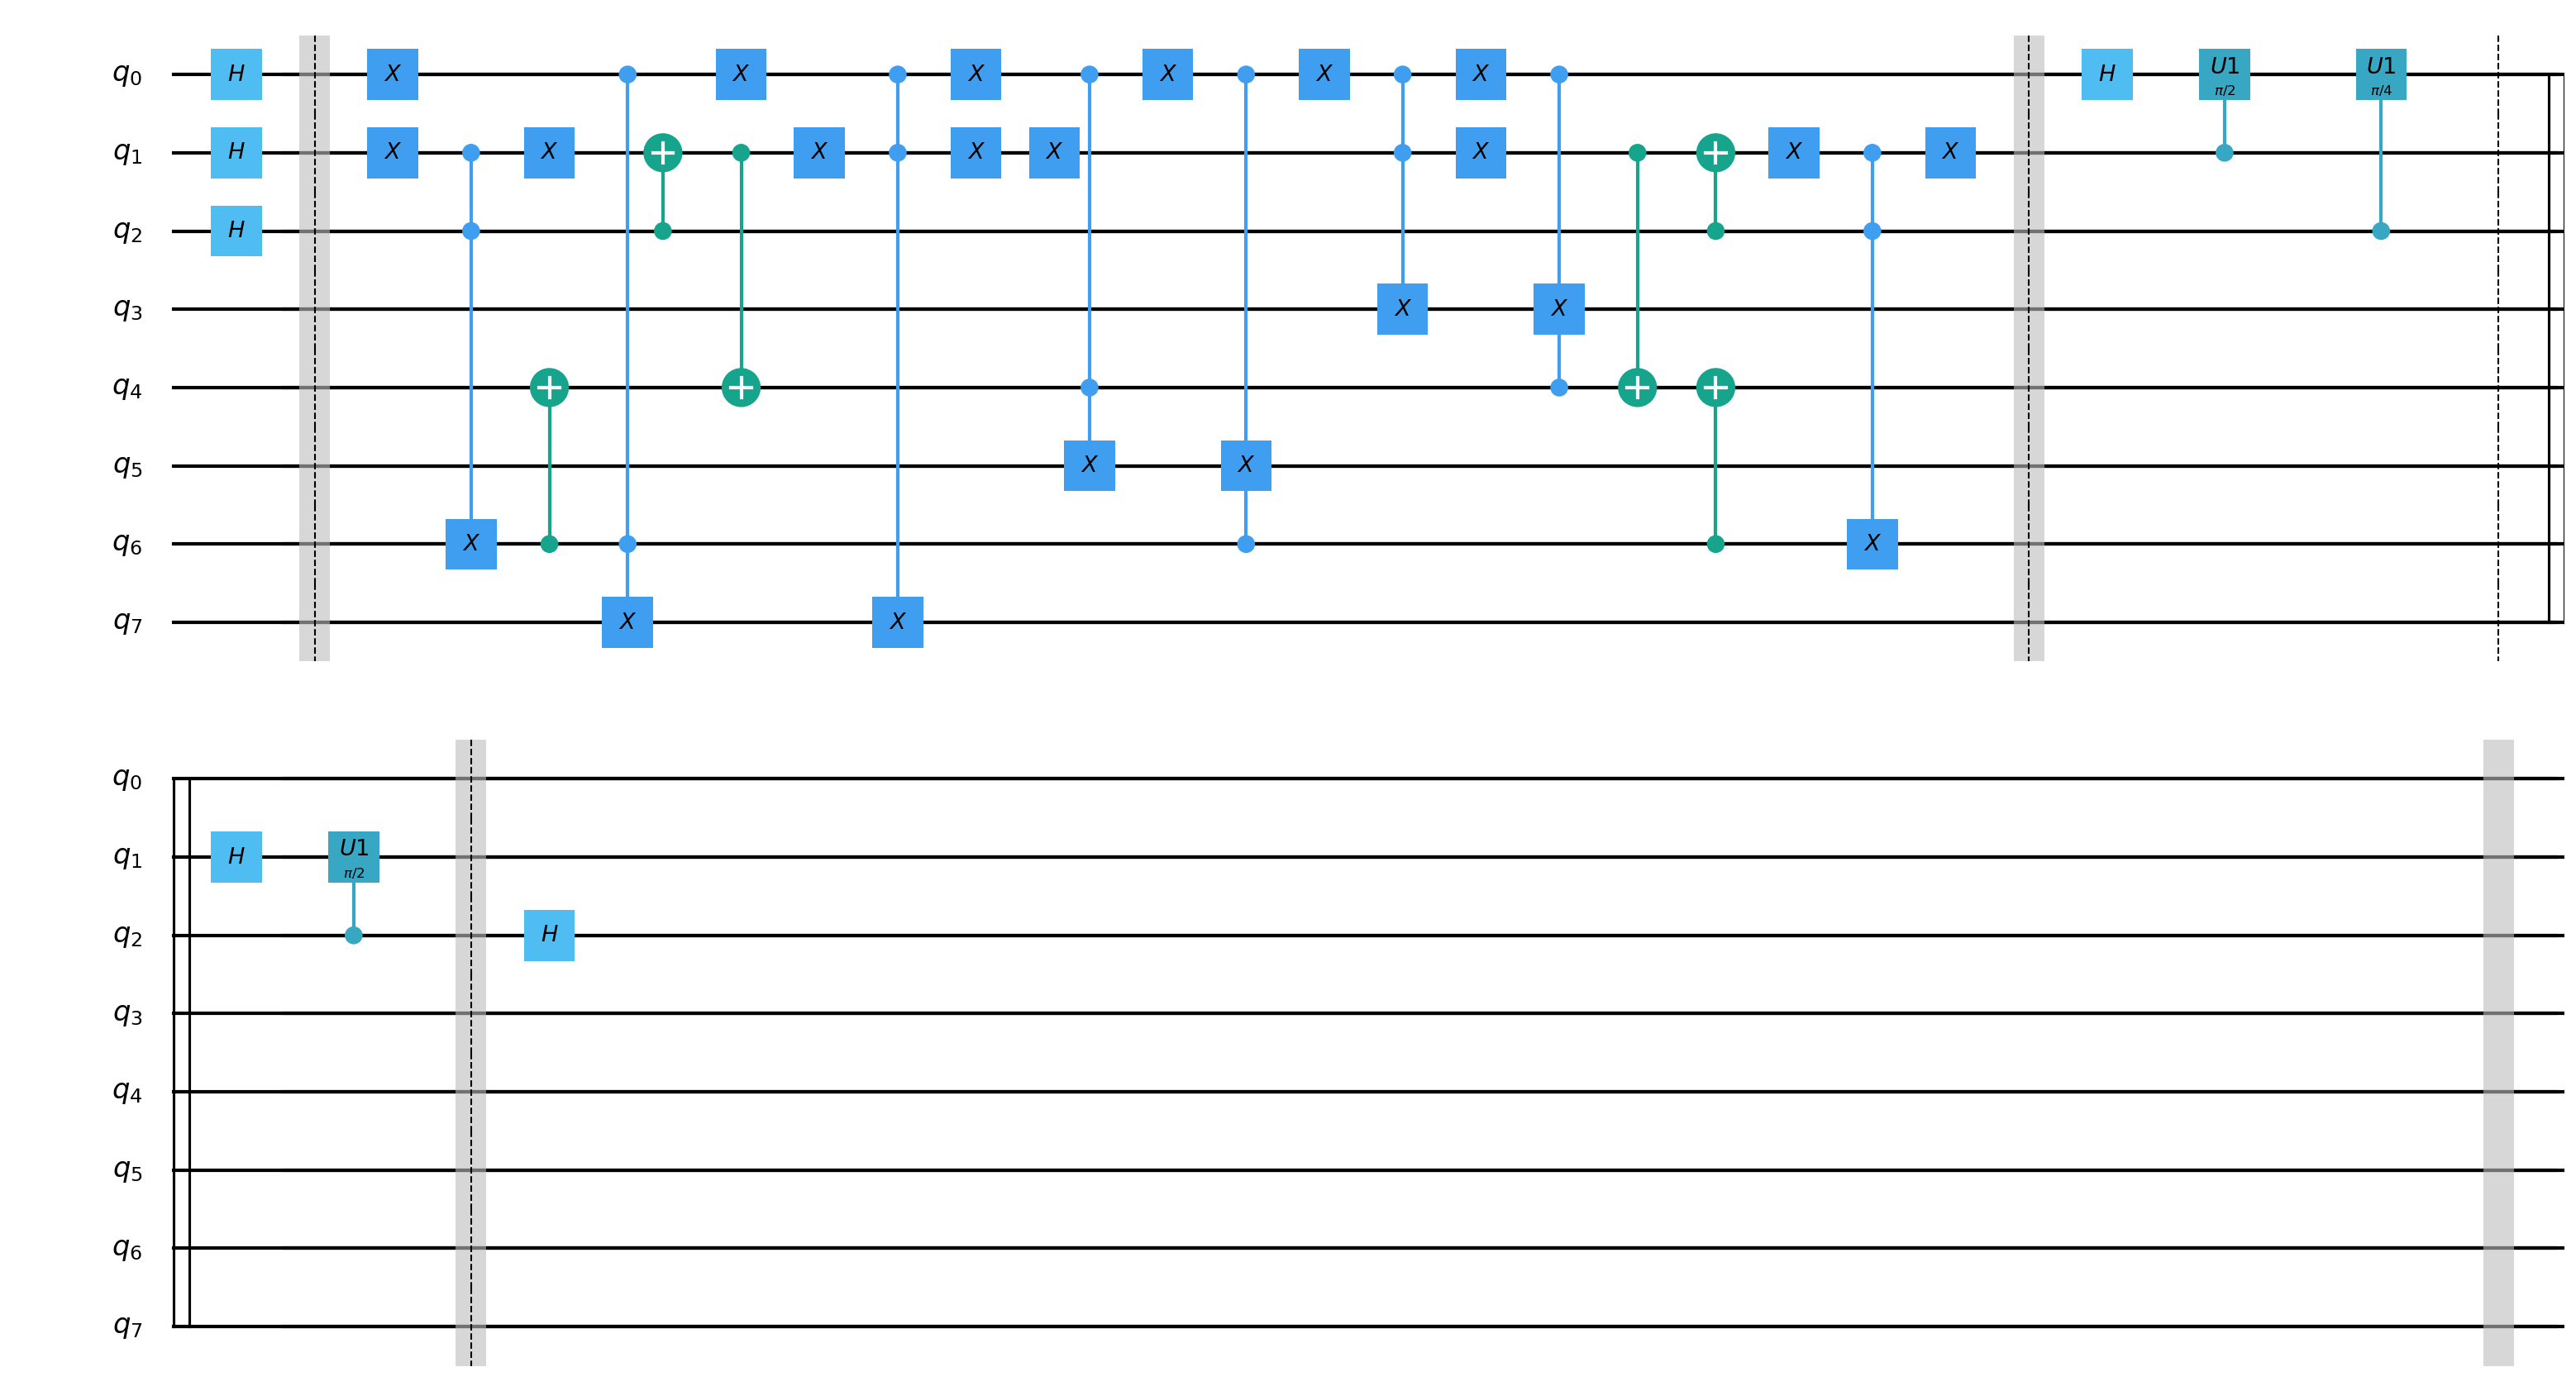 q0 H X X X X X X H U1 π/2 U1 π/4
q1 H X X X X X X X X
q2 H
q3 X X
q4
q5 X X
q6 X X
q7 X X
q0
q1 H U1 π/2
q2 H
q3
q4
q5
q6
q7